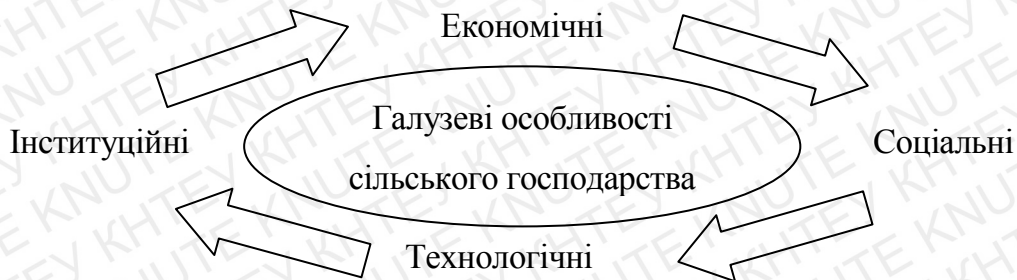 Економічні
Галузеві особливості
Інституційні
Соціальні
сільського господарства
Технологічні